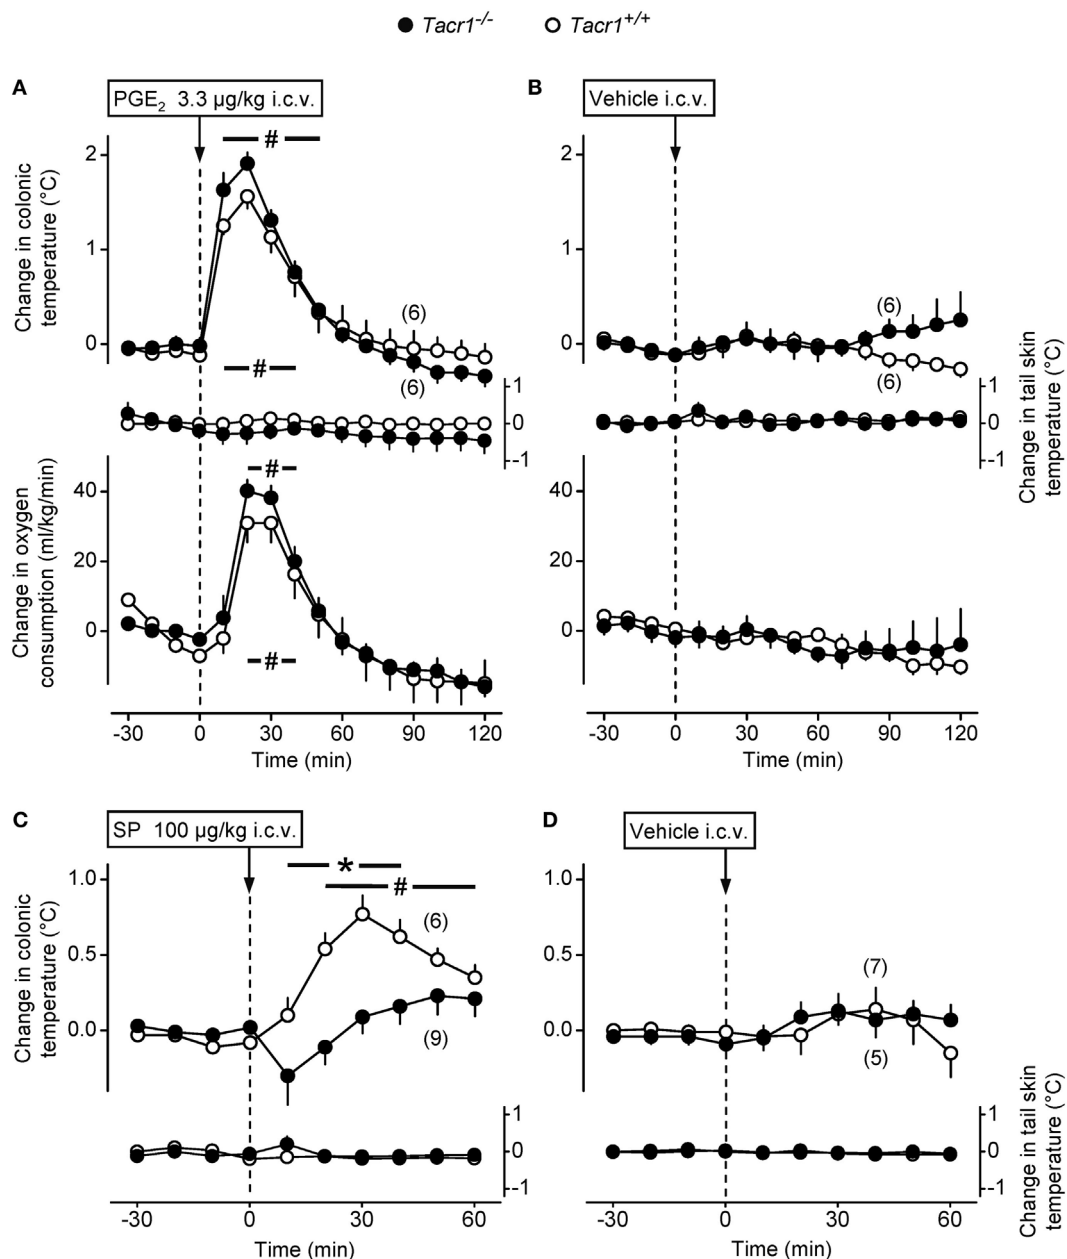 Tacr1-/- Tacr1+/+
A
PGE2 3.3 µg/kg i.c.v.
#
Change in colonic
temperature (°C)
2
1
0
(6)
(6)
#
1
0
-1
#
Change in oxygen
consumption (ml/kg/min)
40
20
0
#
-30 0 30 60 90 120
Time (min)
B
Vehicle i.c.v.
2
1
0
(6)
(6)
1
0
-1
Change in tail skin
temperature (°C)
40
20
0
-30 0 30 60 90 120
Time (min)
C
SP 100 µg/kg i.c.v.
*
#
Change in colonic
temperature (°C)
1.0
0.5
0.0
(6)
(9)
1
0
-1
-30 0 30 60
Time (min)
D
Vehicle i.c.v.
1.0
0.5
0.0
(7)
(5)
1
0
-1
Change in tail skin
temperature (°C)
-30 0 30 60
Time (min)